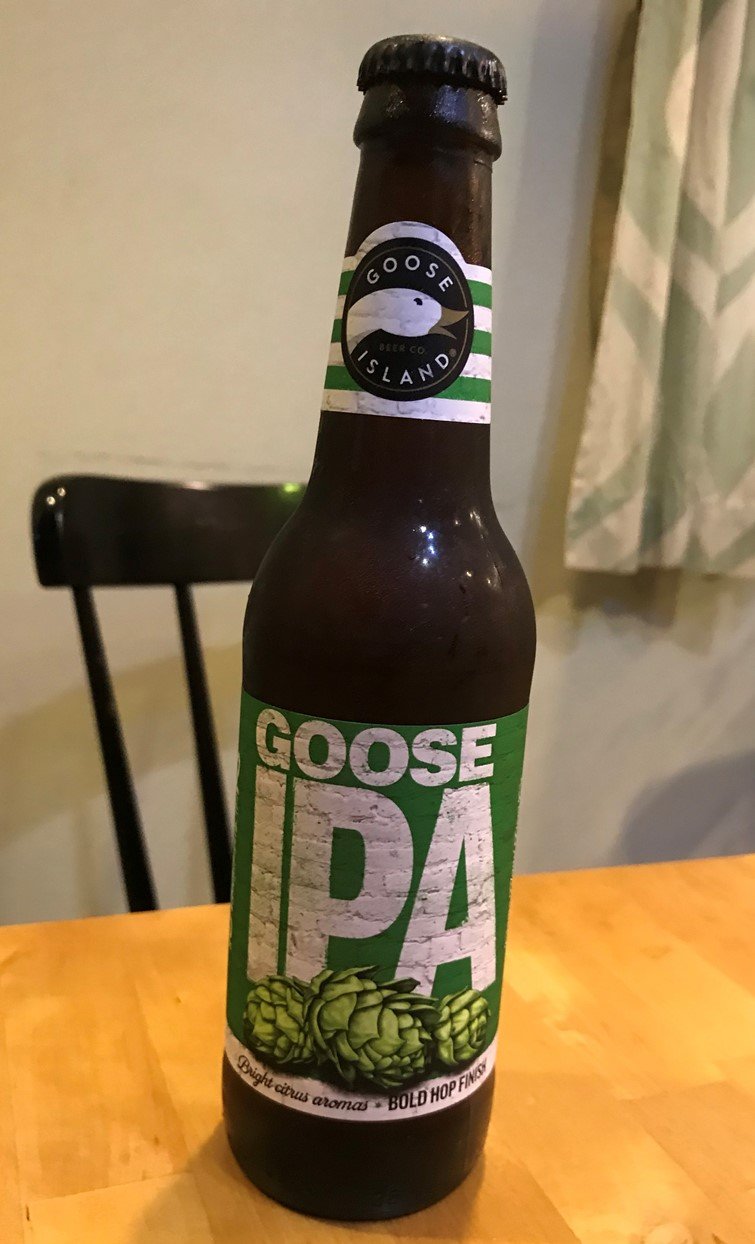 GOOSE
BEER CO.
ISLAND®
GOOSE
IPA
Bright citrus aromas • BOLD HOP FINISH